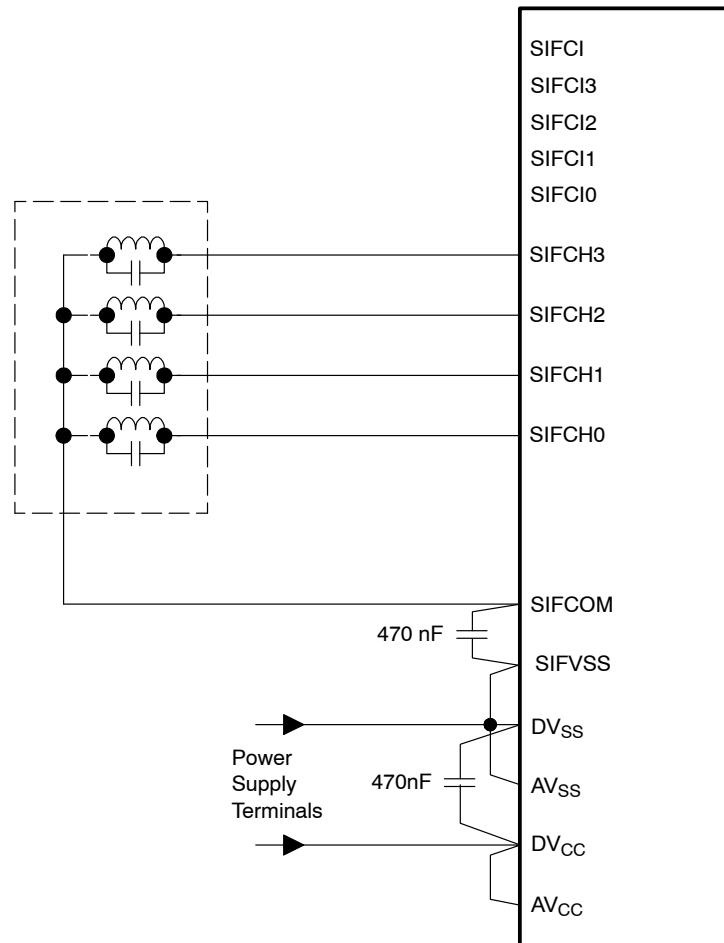 SIFCI
SIFCI3
SIFCI2
SIFCI1
SIFCI0
SIFCH3
SIFCH2
SIFCH1
SIFCH0
SIFCOM
470 nF
SIFVSS
DVSS
Power
Supply
Terminals
470nF
AVSS
DVCC
AVCC